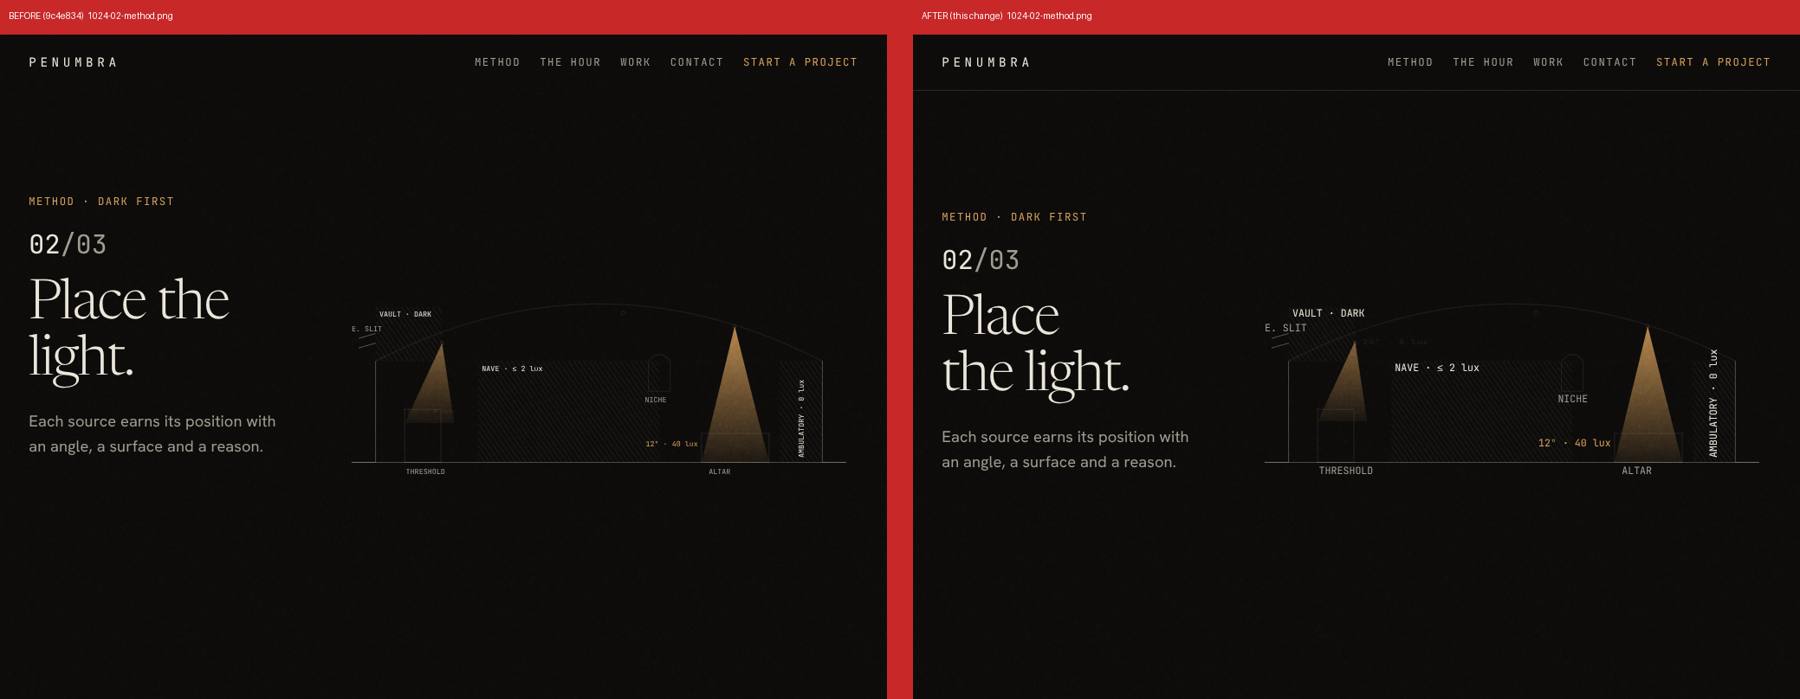 BEFORE (9c4e834) 1024-02-method.png
PENUMBRA
METHOD THE HOUR WORK CONTACT START A PROJECT
METHOD · DARK FIRST
02/03
Place the
light.
Each source earns its position with
an angle, a surface and a reason.
VAULT · DARK
E. SLIT
NAVE · ≤ 2 lux
NICHE
AMBULATORY · 0 lux
12° · 40 lux
THRESHOLD
ALTAR
AFTER (this change) 1024-02-method.png
PENUMBRA
METHOD THE HOUR WORK CONTACT START A PROJECT
METHOD · DARK FIRST
02/03
Place
the light.
Each source earns its position with
an angle, a surface and a reason.
VAULT · DARK
E. SLIT
NAVE · ≤ 2 lux
NICHE
AMBULATORY · 0 lux
12° · 40 lux
THRESHOLD
ALTAR